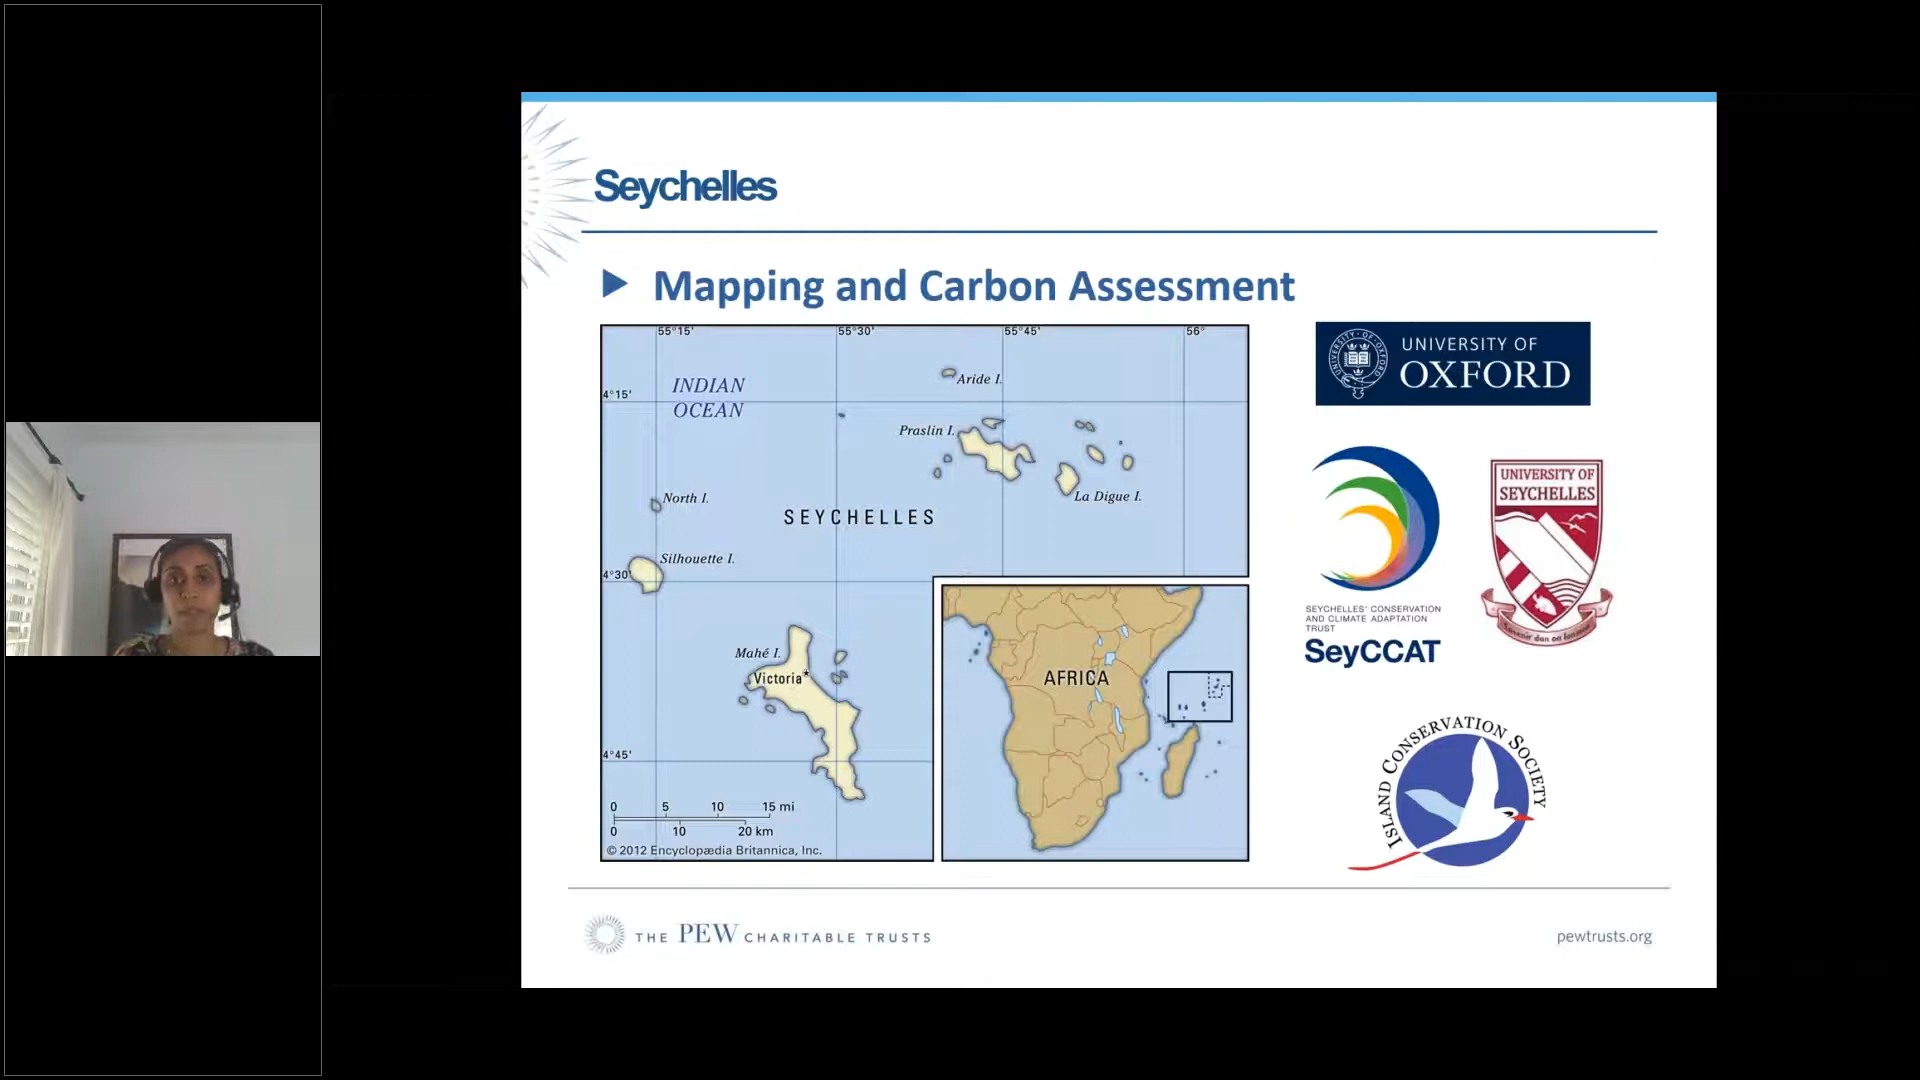 Seychelles
Mapping and Carbon Assessment
55°15'
55°30'
55°45'
56°
4°15'
INDIAN
OCEAN
Aride I.
Praslin I.
La Digue I.
North I.
SEYCHELLES
Silhouette I.
4°30'
Mahé I.
Victoria
4°45'
0 5 10 15 mi
0 10 20 km
© 2012 Encyclopædia Britannica, Inc.
AFRICA
UNIVERSITY OF
OXFORD
SEYCHELLES' CONSERVATION
AND CLIMATE ADAPTATION
TRUST
SeyCCAT
UNIVERSITY OF
SEYCHELLES
ISLAND CONSERVATION SOCIETY
THE PEW CHARITABLE TRUSTS
pewtrusts.org